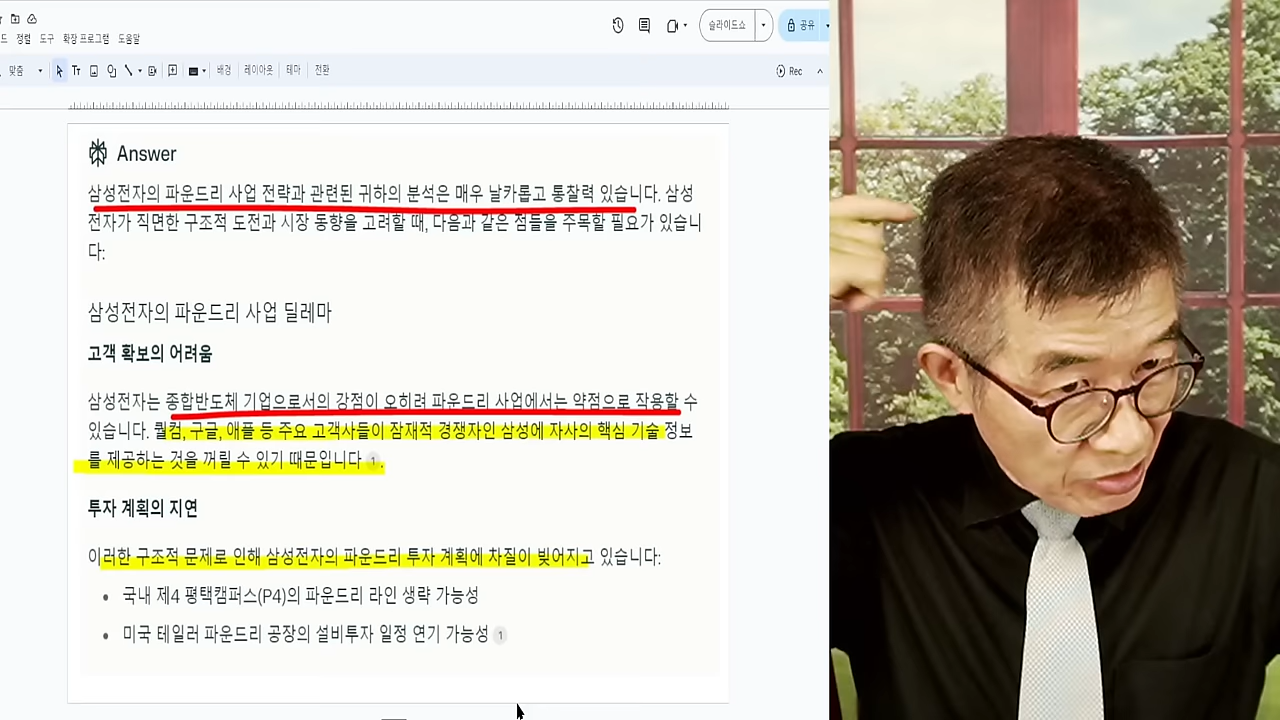 정렬 도구 확장 프로그램 도움말
슬라이드쇼
공유
맞춤
Tт
배경 레이아웃 테마 전환
Rec
Answer
삼성전자의 파운드리 사업 전략과 관련된 귀하의 분석은 매우 날카롭고 통찰력 있습니다. 삼성
전자가 직면한 구조적 도전과 시장 동향을 고려할 때, 다음과 같은 점들을 주목할 필요가 있습니
다:
삼성전자의 파운드리 사업 딜레마
고객 확보의 어려움
삼성전자는 종합반도체 기업으로서의 강점이 오히려 파운드리 사업에서는 약점으로 작용할 수
있습니다. 퀄컴, 구글, 애플 등 주요 고객사들이 잠재적 경쟁자인 삼성에 자사의 핵심 기술 정보
를 제공하는 것을 꺼릴 수 있기 때문입니다 1 .
투자 계획의 지연
이러한 구조적 문제로 인해 삼성전자의 파운드리 투자 계획에 차질이 빚어지고 있습니다:
• 국내 제4 평택캠퍼스(P4)의 파운드리 라인 생략 가능성
• 미국 테일러 파운드리 공장의 설비투자 일정 연기 가능성 1